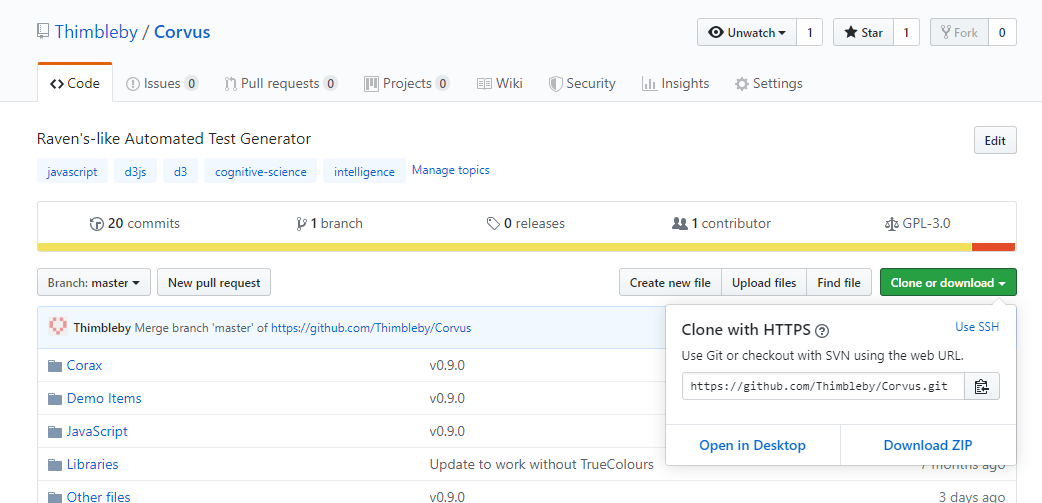 Thimbleby / Corvus
Unwatch 1 Star 1 Fork 0
Code Issues 0 Pull requests 0 Projects 0 Wiki Security Insights Settings
Raven's-like Automated Test Generator
Edit
javascript d3js d3 cognitive-science intelligence Manage topics
20 commits 1 branch 0 releases 1 contributor GPL-3.0
Branch: master New pull request Create new file Upload files Find file Clone or download
Thimbleby Merge branch 'master' of https://github.com/Thimbleby/Corvus
Corax v0.9.0
Demo Items v0.9.0
JavaScript v0.9.0
Libraries Update to work without TrueColours 7 months ago
Other files v0.9.0 3 days ago
Clone with HTTPS ? Use SSH
Use Git or checkout with SVN using the web URL.
https://github.com/Thimbleby/Corvus.git
Open in Desktop Download ZIP